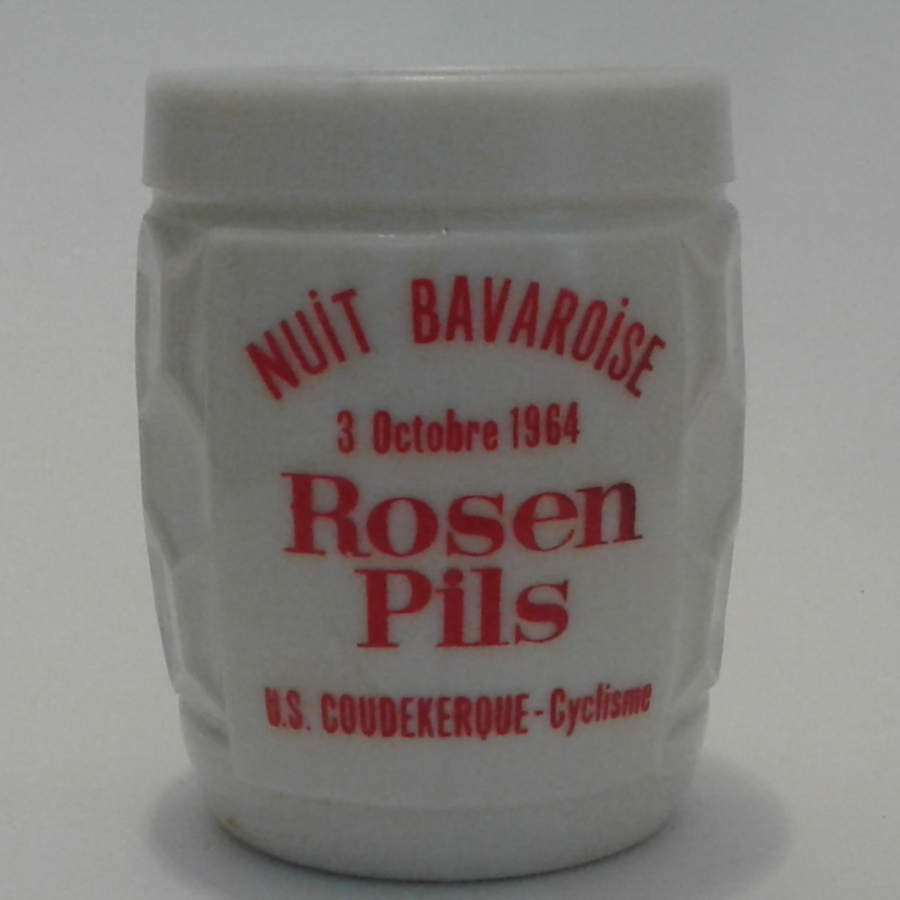 NUiT BAVAROiSE
3 Octobre 1964
Rosen
Pils
U.S. COUDEKERQUE - Cyclisme